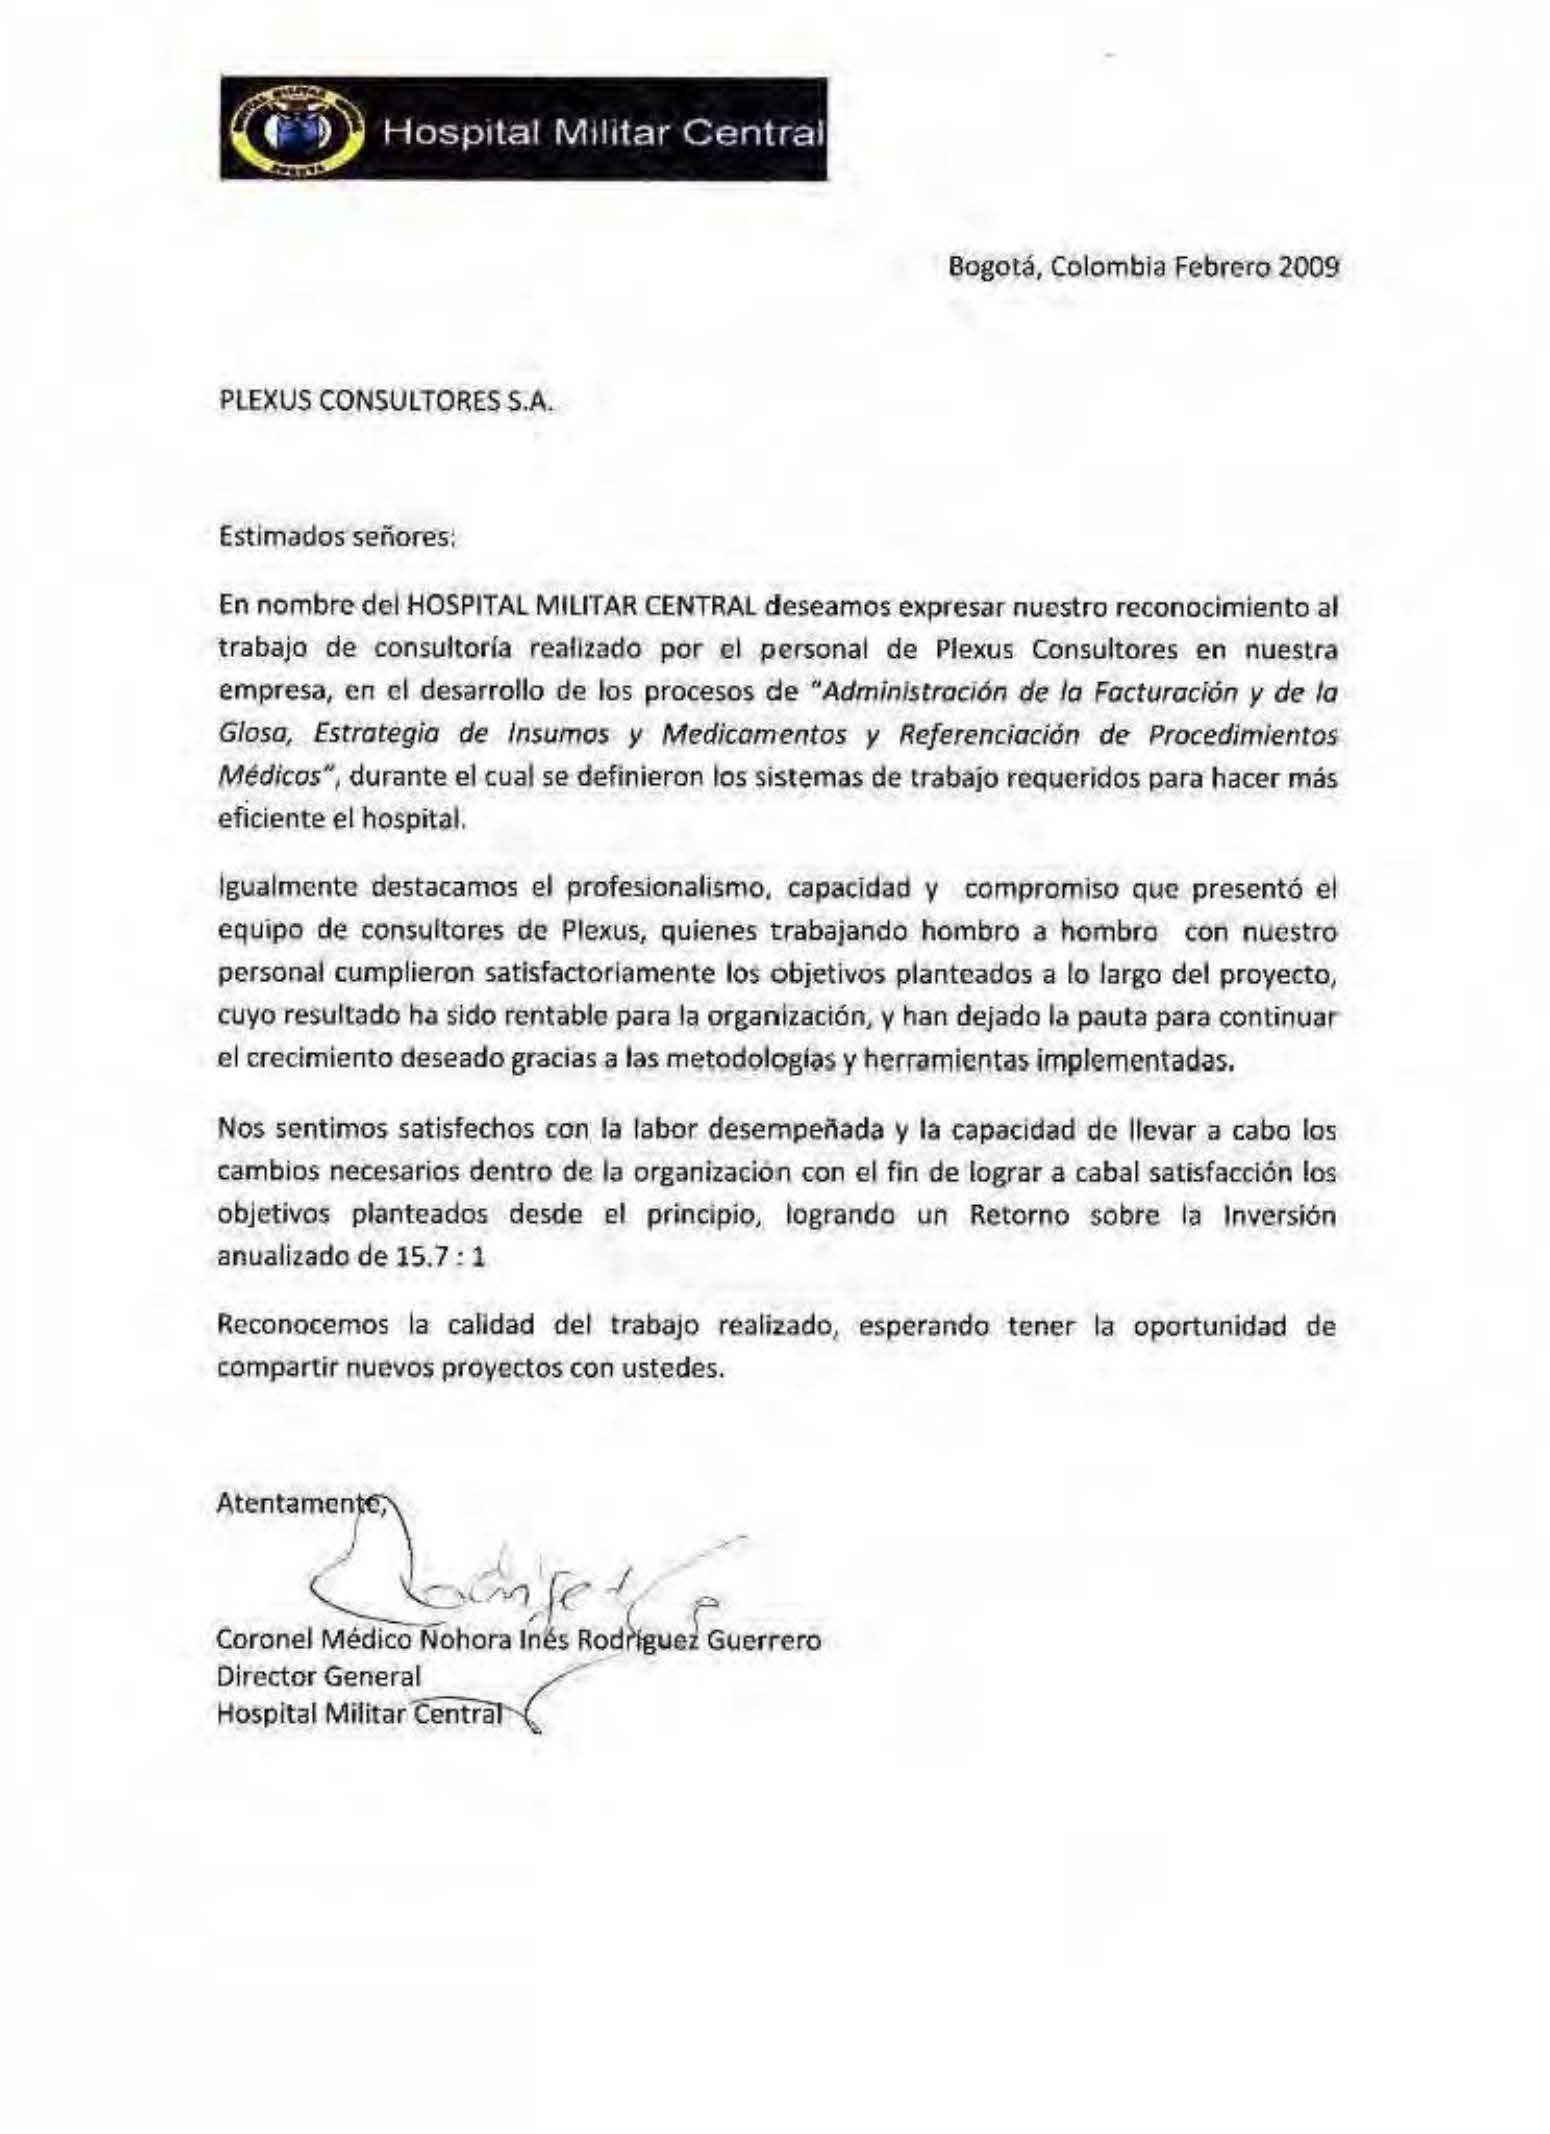 Hospital Militar Central
Bogotá, Colombia Febrero 2009
PLEXUS CONSULTORES S.A.
Estimados señores:
En nombre del HOSPITAL MILITAR CENTRAL deseamos expresar nuestro reconocimiento al
trabajo de consultoría realizado por el personal de Plexus Consultores en nuestra
empresa, en el desarrollo de los procesos de "Administración de la Facturación y de la
Glosa, Estrategia de Insumos y Medicamentos y Referenciación de Procedimientos
Médicos", durante el cual se definieron los sistemas de trabajo requeridos para hacer más
eficiente el hospital.
Igualmente destacamos el profesionalismo, capacidad y compromiso que presentó el
equipo de consultores de Plexus, quienes trabajando hombro a hombro con nuestro
personal cumplieron satisfactoriamente los objetivos planteados a lo largo del proyecto,
cuyo resultado ha sido rentable para la organización, y han dejado la pauta para continuar
el crecimiento deseado gracias a las metodologías y herramientas implementadas.
Nos sentimos satisfechos con la labor desempeñada y la capacidad de llevar a cabo los
cambios necesarios dentro de la organización con el fin de lograr a cabal satisfacción los
objetivos planteados desde el principio, logrando un Retorno sobre la Inversión
anualizado de 15.7 : 1
Reconocemos la calidad del trabajo realizado, esperando tener la oportunidad de
compartir nuevos proyectos con ustedes.
Atentamente,
Coronel Médico Nohora Inés Rodríguez Guerrero
Director General
Hospital Militar Central